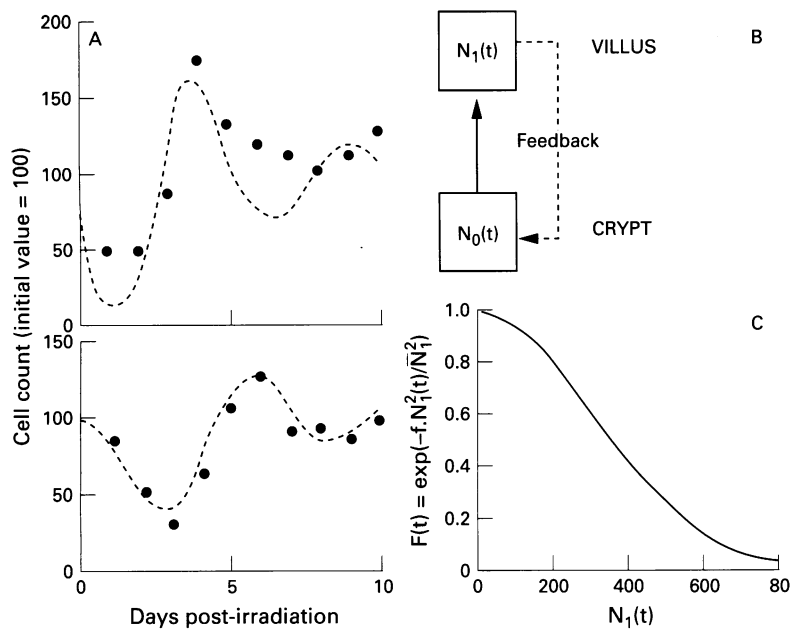 A
200
150
100
50
0
150
100
50
0
0
5
10
Cell count (initial value = 100)
Days post-irradiation
B
N₁(t)
VILLUS
Feedback
N₀(t)
CRYPT
C
1.0
0.8
0.6
0.4
0.2
0
0
200
400
600
80
F(t) = exp(−f.N₁²(t)/N̅₁²)
N₁(t)